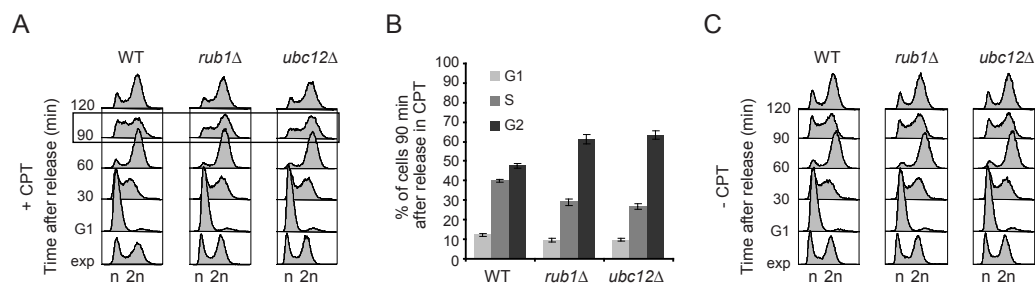 A
WT rub1Δ ubc12Δ
+ CPT
Time after release (min)
120
90
60
30
G1
exp
n 2n n 2n n 2n
B
% of cells 90 min
after release in CPT
100
90
80
70
60
50
40
30
20
10
0
G1
S
G2
WT rub1Δ ubc12Δ
C
WT rub1Δ ubc12Δ
- CPT
Time after release (min)
120
90
60
30
G1
exp
n 2n n 2n n 2n